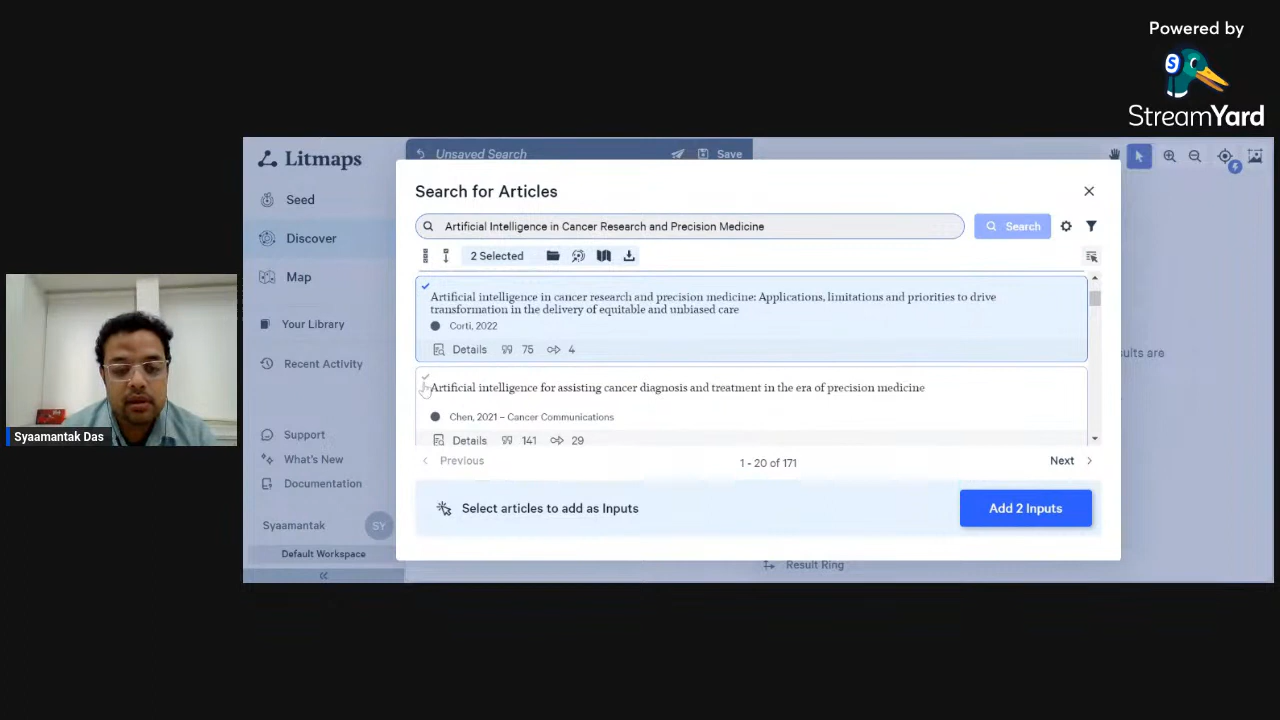 Powered by
S
StreamYard
Litmaps
Unsaved Search
Save
Seed
Discover
Map
Your Library
Recent Activity
Support
What's New
Documentation
Syaamantak
SY
Default Workspace
Search for Articles
Artificial Intelligence in Cancer Research and Precision Medicine
Search
2 Selected
Artificial intelligence in cancer research and precision medicine: Applications, limitations and priorities to drive
transformation in the delivery of equitable and unbiased care
Corti, 2022
Details 75 4
Artificial intelligence for assisting cancer diagnosis and treatment in the era of precision medicine
Chen, 2021 – Cancer Communications
Details 141 29
Previous
1 - 20 of 171
Next
Select articles to add as Inputs
Add 2 Inputs
Result Ring
Syaamantak Das